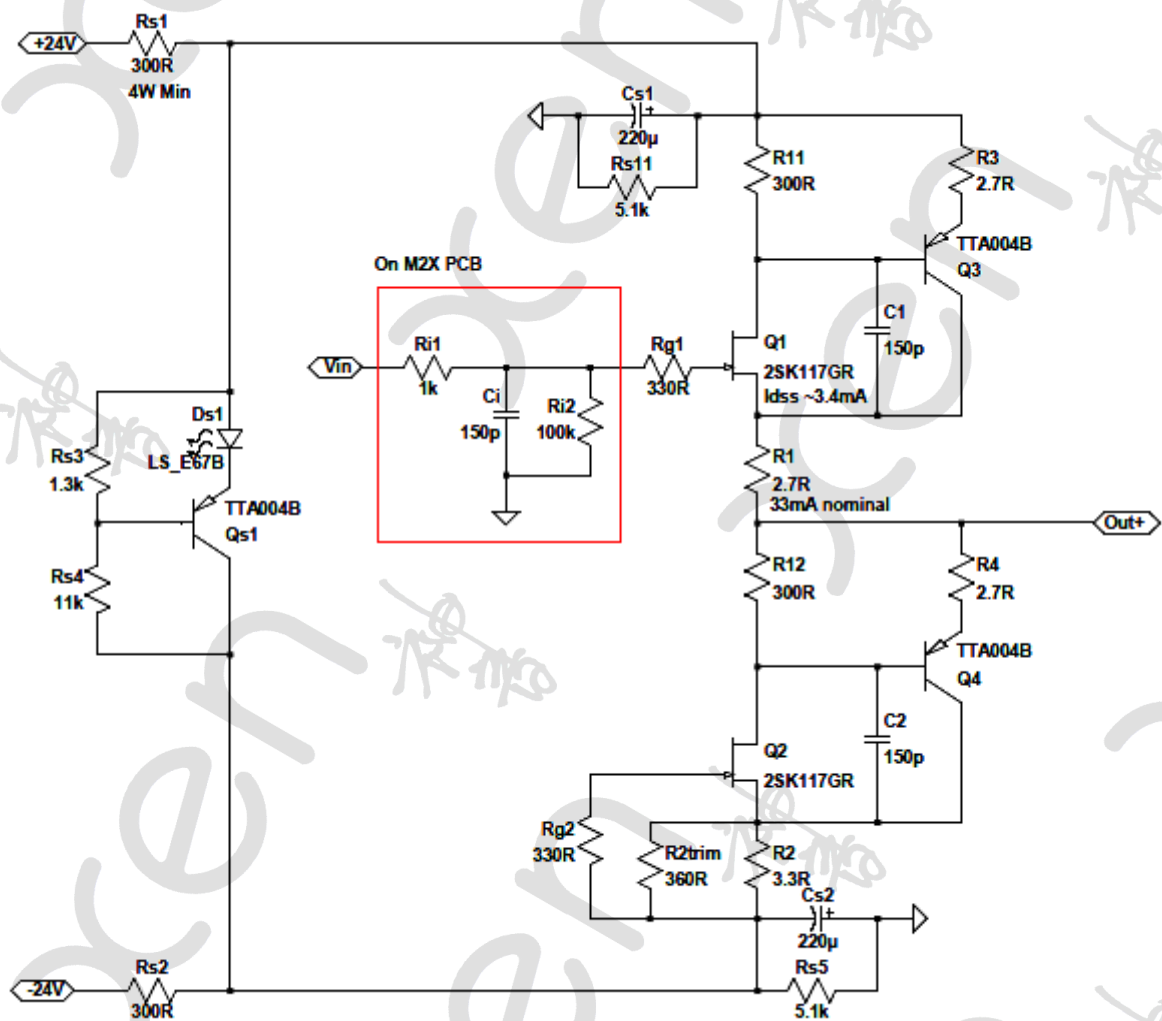 Rs1
+24V
300R
4W Min
Cs1
220µ
Rs11
5.1k
R11
300R
R3
2.7R
TTA004B
Q3
On M2X PCB
C1
150p
Vin
Ri1
1k
Ci
150p
Ri2
100k
Rg1
330R
Q1
2SK117GR
Idss ~3.4mA
Ds1
LS_E67B
Rs3
1.3k
TTA004B
Qs1
Rs4
11k
R1
2.7R
33mA nominal
Out+
R12
300R
R4
2.7R
TTA004B
Q4
C2
150p
Q2
2SK117GR
Rg2
330R
R2trim
360R
R2
3.3R
Cs2
220µ
Rs5
5.1k
Rs2
-24V
300R
xen